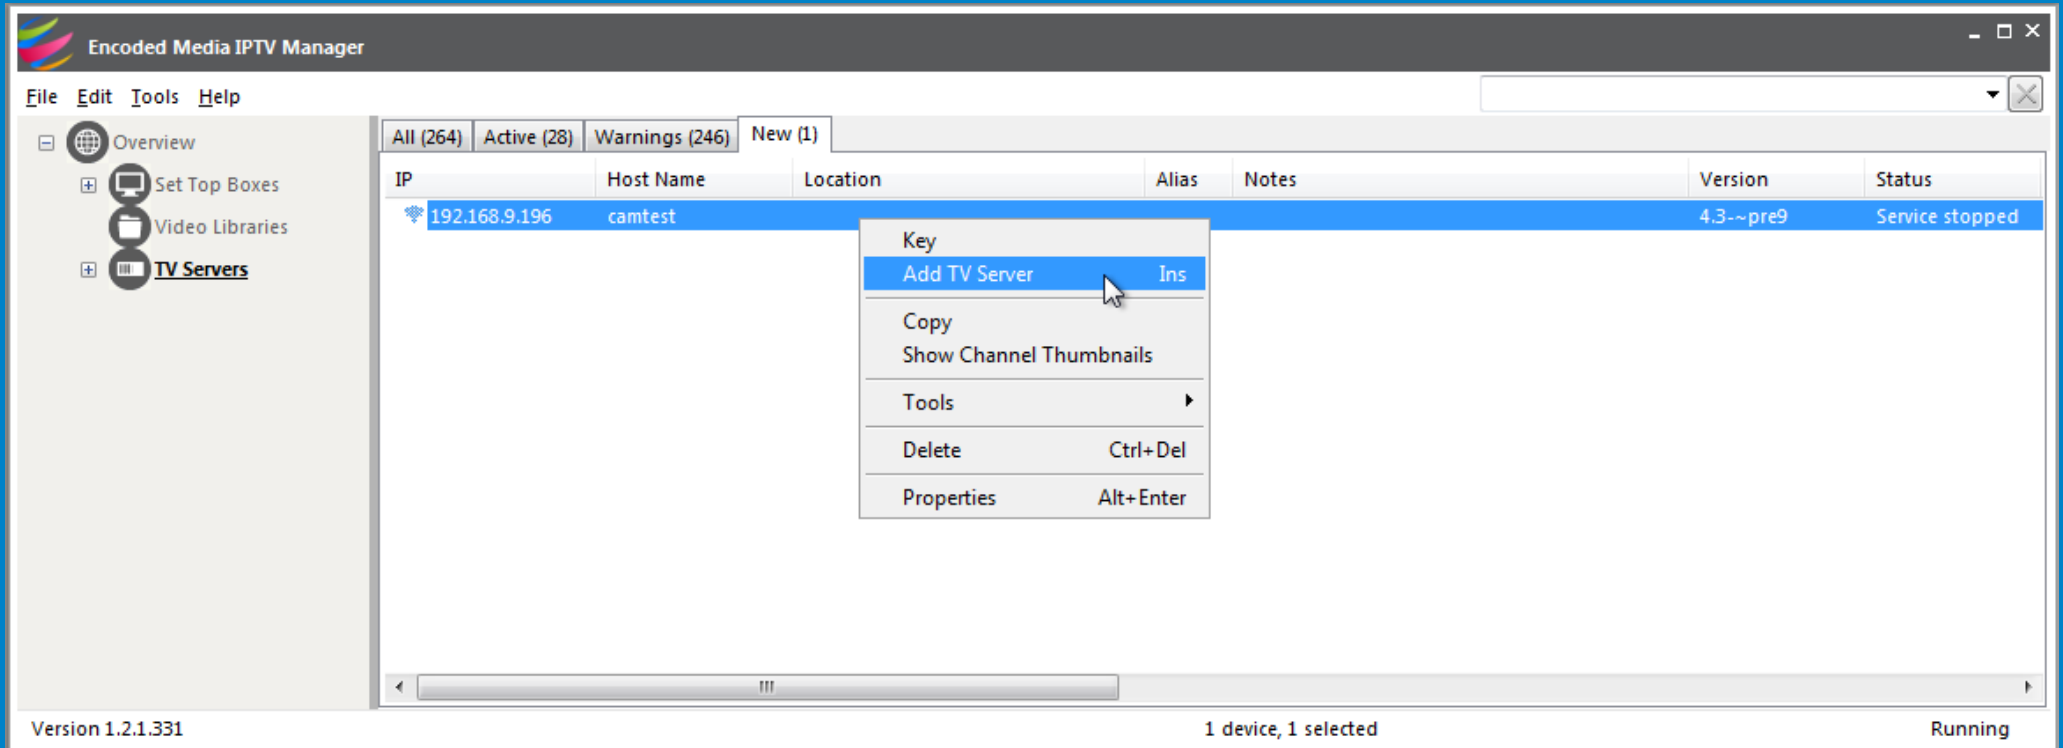 Encoded Media IPTV Manager
File Edit Tools Help
Overview
Set Top Boxes
Video Libraries
TV Servers
All (264) Active (28) Warnings (246) New (1)
IP Host Name Location Alias Notes Version Status
192.168.9.196 camtest 4.3-~pre9 Service stopped
Key
Add TV Server Ins
Copy
Show Channel Thumbnails
Tools
Delete Ctrl+Del
Properties Alt+Enter
Version 1.2.1.331 1 device, 1 selected Running